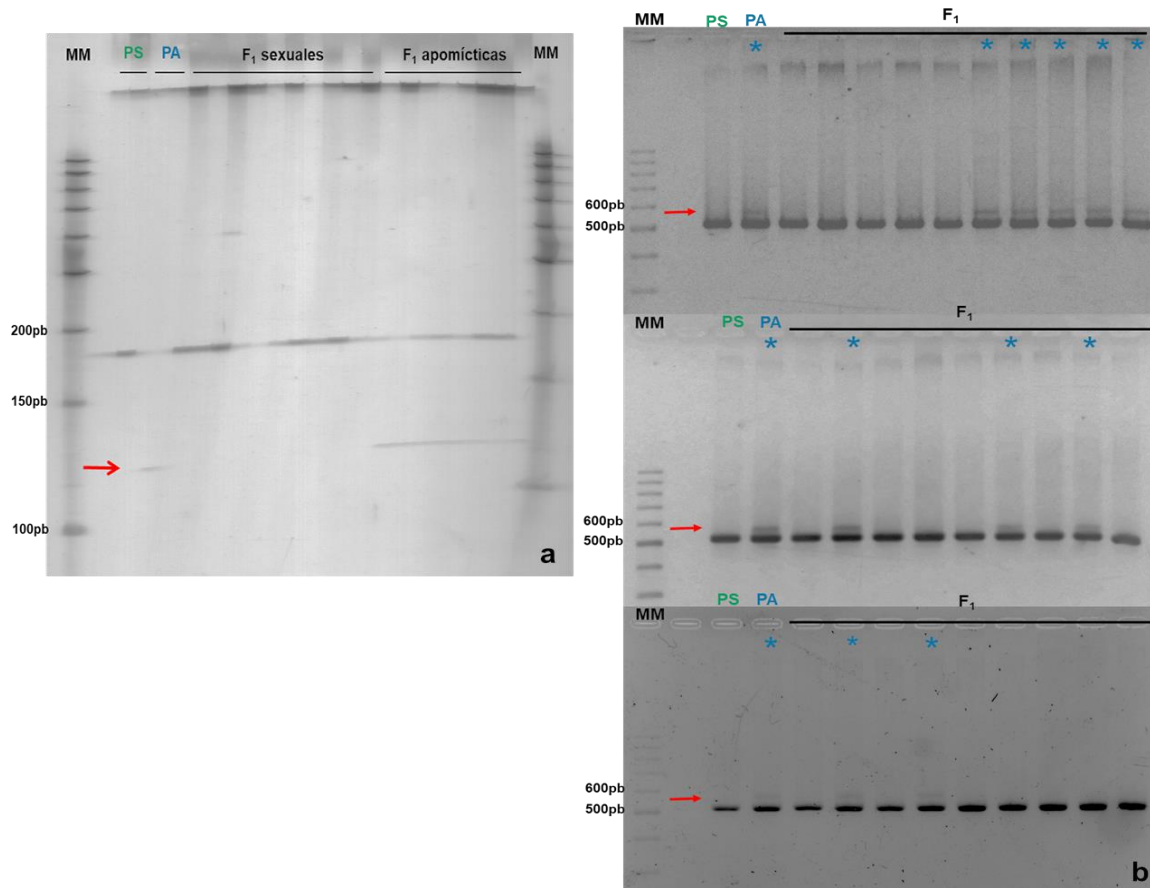 MM PS PA F₁ sexuales F₁ apomícticas MM
200pb
150pb
100pb
a
MM PS PA F₁
* * * * * *
600pb
500pb
MM PS PA F₁
* * * *
600pb
500pb
MM PS PA F₁
* * *
600pb
500pb
b